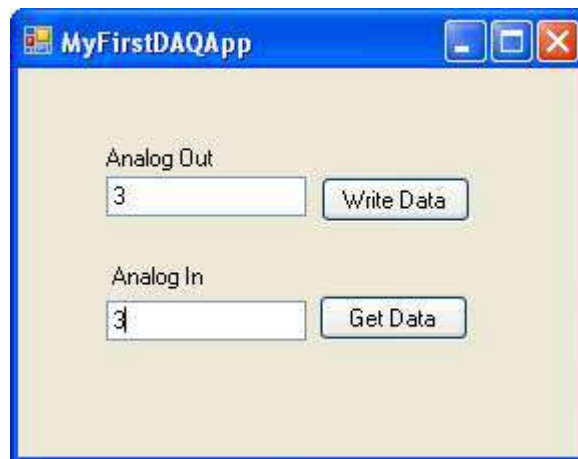 MyFirstDAQApp
Analog Out
3
Write Data
Analog In
3
Get Data